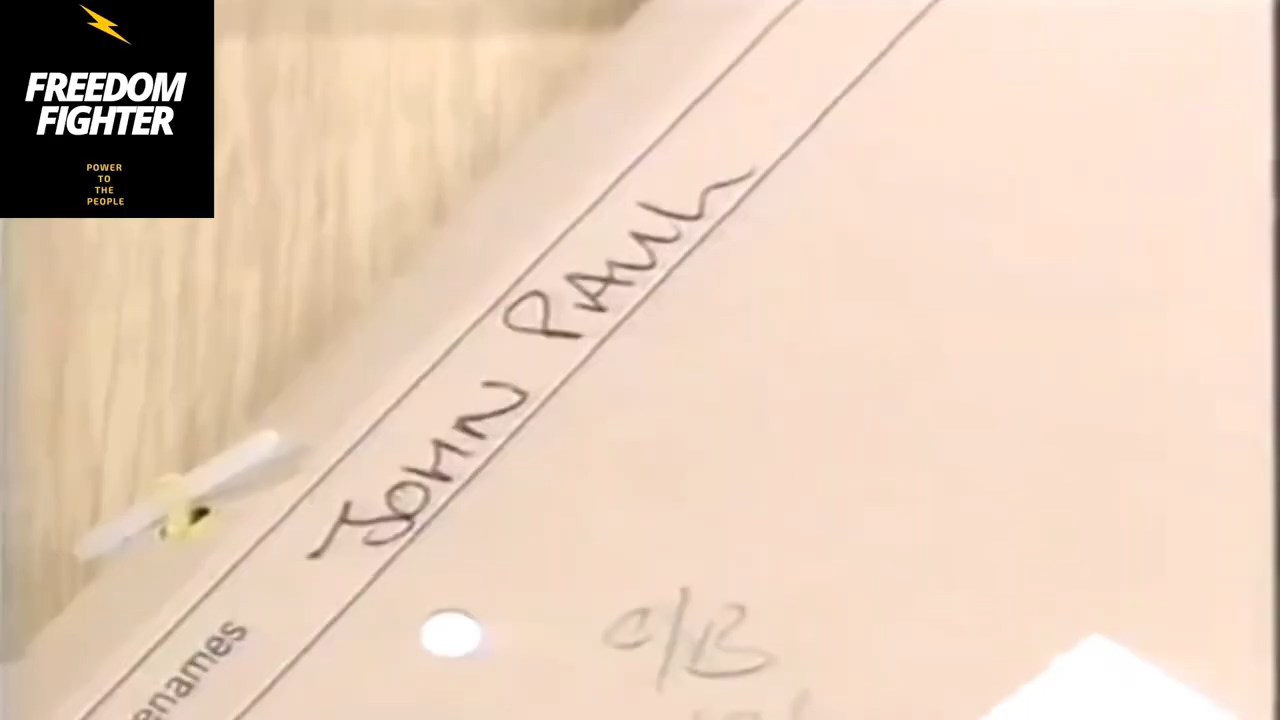 FREEDOM
FIGHTER
POWER
TO
THE
PEOPLE
JOHN PAUL
enames
C/B